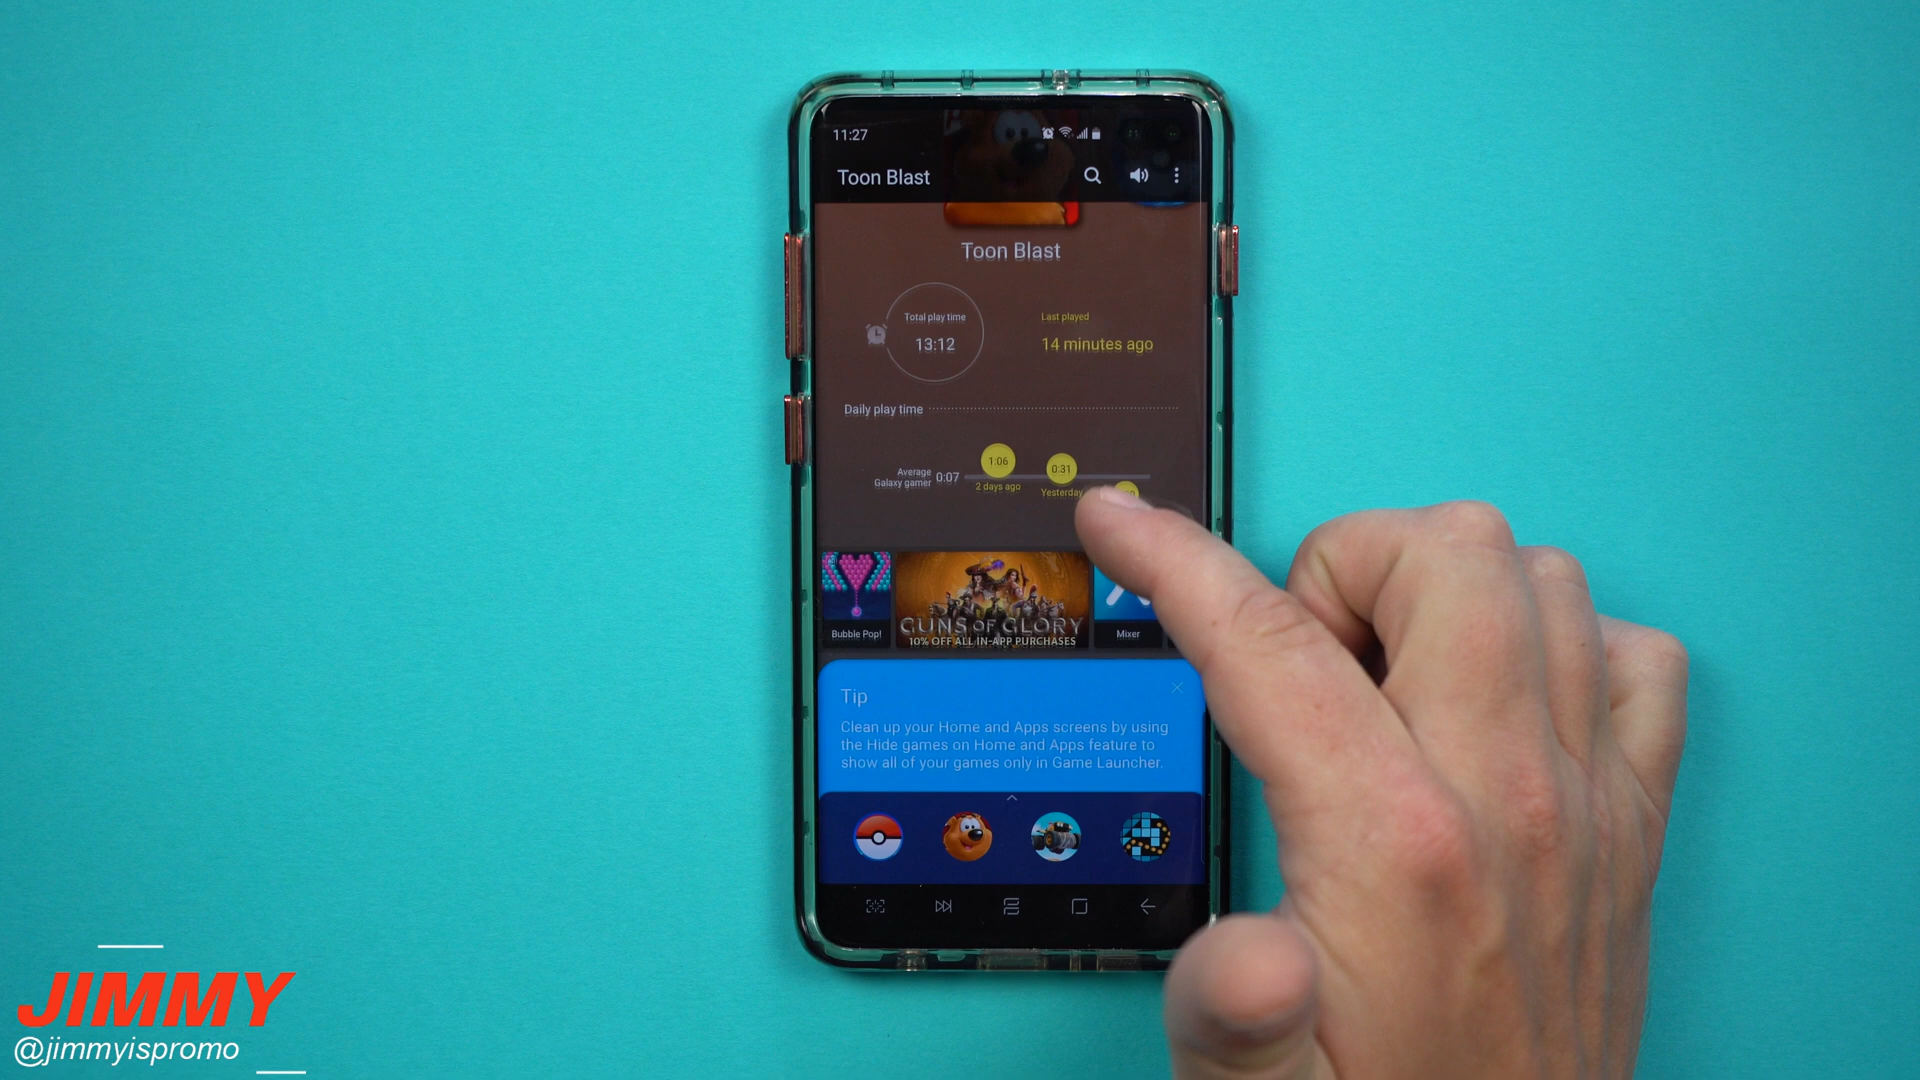 11:27
Toon Blast
Toon Blast
Total play time
13:12
Last played
14 minutes ago
Daily play time
Average
Galaxy gamer
0:07
1:06
2 days ago
0:31
Yesterday
Bubble Pop!
GUNS OF GLORY
10% OFF ALL IN-APP PURCHASES
Mixer
Tip
Clean up your Home and Apps screens by using
the Hide games on Home and Apps feature to
show all of your games only in Game Launcher.
JIMMY
@jimmyispromo